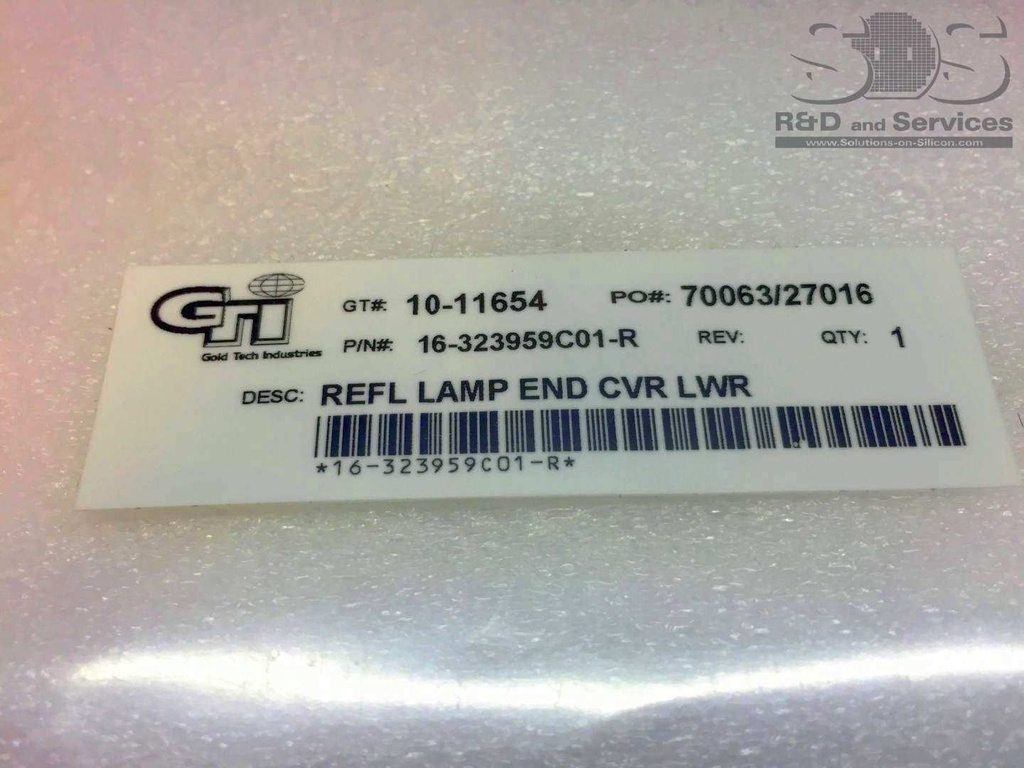 SOS
R&D and Services
www.Solutions-on-Silicon.com
GTI
Gold Tech Industries
GT#: 10-11654 PO#: 70063/27016
P/N#: 16-323959C01-R REV: QTY: 1
DESC: REFL LAMP END CVR LWR
*16-323959C01-R*